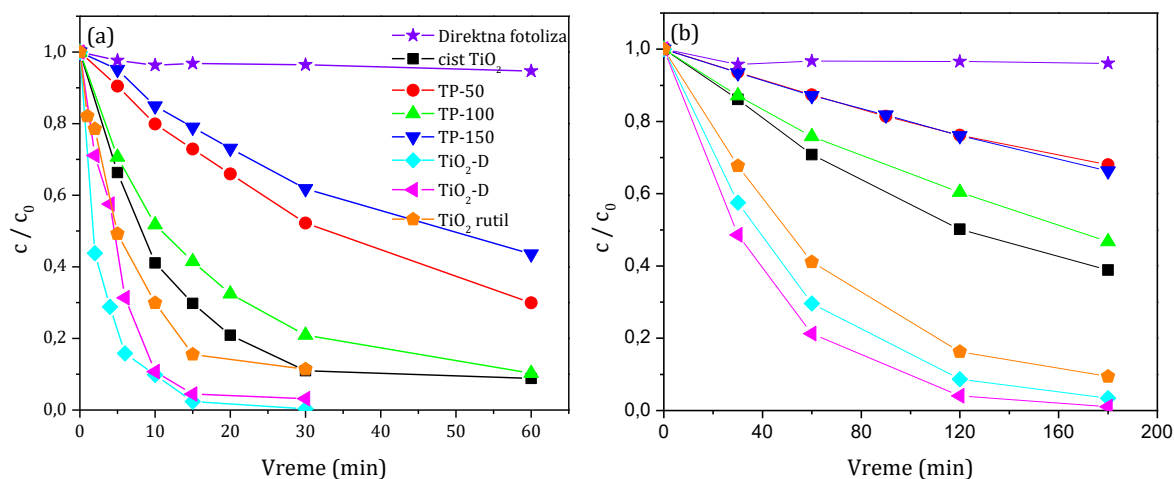 (a)
Direktna fotoliza
cist TiO2
TP-50
TP-100
TP-150
TiO2-D
TiO2-D
TiO2 rutil
1,0
0,8
0,6
0,4
0,2
0,0
c / c0
0 10 20 30 40 50 60
Vreme (min)
(b)
1,0
0,8
0,6
0,4
0,2
0,0
c / c0
0 40 80 120 160 200
Vreme (min)